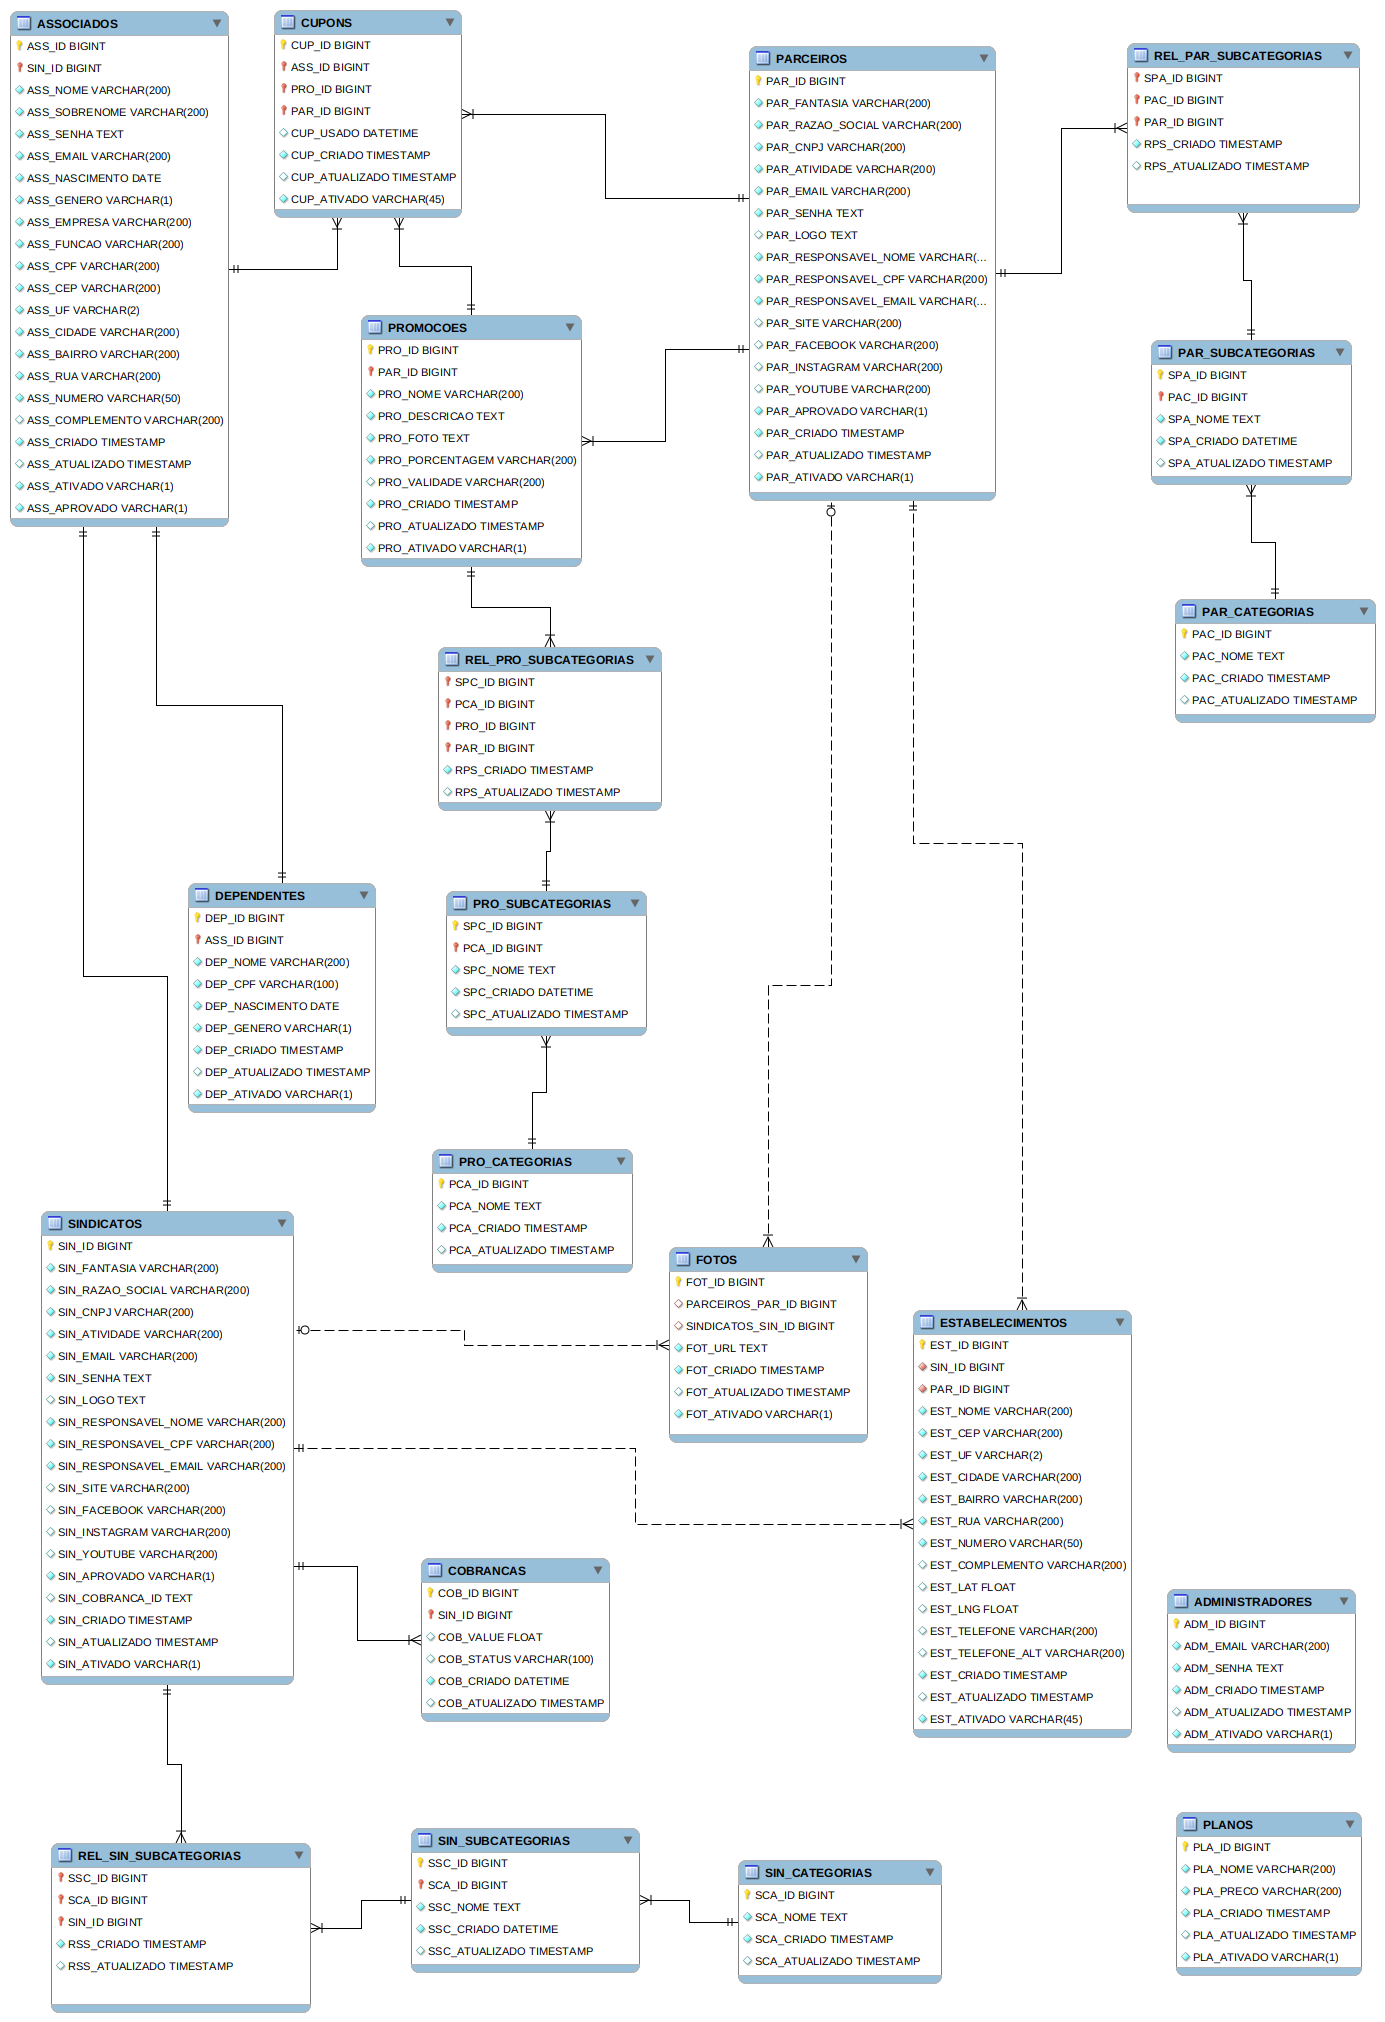 ASSOCIADOS
ASS_ID BIGINT
SIN_ID BIGINT
ASS_NOME VARCHAR(200)
ASS_SOBRENOME VARCHAR(200)
ASS_SENHA TEXT
ASS_EMAIL VARCHAR(200)
ASS_NASCIMENTO DATE
ASS_GENERO VARCHAR(1)
ASS_EMPRESA VARCHAR(200)
ASS_FUNCAO VARCHAR(200)
ASS_CPF VARCHAR(200)
ASS_CEP VARCHAR(200)
ASS_UF VARCHAR(2)
ASS_CIDADE VARCHAR(200)
ASS_BAIRRO VARCHAR(200)
ASS_RUA VARCHAR(200)
ASS_NUMERO VARCHAR(50)
ASS_COMPLEMENTO VARCHAR(200)
ASS_CRIADO TIMESTAMP
ASS_ATUALIZADO TIMESTAMP
ASS_ATIVADO VARCHAR(1)
ASS_APROVADO VARCHAR(1)
CUPONS
CUP_ID BIGINT
ASS_ID BIGINT
PRO_ID BIGINT
PAR_ID BIGINT
CUP_USADO DATETIME
CUP_CRIADO TIMESTAMP
CUP_ATUALIZADO TIMESTAMP
CUP_ATIVADO VARCHAR(45)
PARCEIROS
PAR_ID BIGINT
PAR_FANTASIA VARCHAR(200)
PAR_RAZAO_SOCIAL VARCHAR(200)
PAR_CNPJ VARCHAR(200)
PAR_ATIVIDADE VARCHAR(200)
PAR_EMAIL VARCHAR(200)
PAR_SENHA TEXT
PAR_LOGO TEXT
PAR_RESPONSAVEL_NOME VARCHAR(...
PAR_RESPONSAVEL_CPF VARCHAR(200)
PAR_RESPONSAVEL_EMAIL VARCHAR(...
PAR_SITE VARCHAR(200)
PAR_FACEBOOK VARCHAR(200)
PAR_INSTAGRAM VARCHAR(200)
PAR_YOUTUBE VARCHAR(200)
PAR_APROVADO VARCHAR(1)
PAR_CRIADO TIMESTAMP
PAR_ATUALIZADO TIMESTAMP
PAR_ATIVADO VARCHAR(1)
REL_PAR_SUBCATEGORIAS
SPA_ID BIGINT
PAC_ID BIGINT
PAR_ID BIGINT
RPS_CRIADO TIMESTAMP
RPS_ATUALIZADO TIMESTAMP
PROMOCOES
PRO_ID BIGINT
PAR_ID BIGINT
PRO_NOME VARCHAR(200)
PRO_DESCRICAO TEXT
PRO_FOTO TEXT
PRO_PORCENTAGEM VARCHAR(200)
PRO_VALIDADE VARCHAR(200)
PRO_CRIADO TIMESTAMP
PRO_ATUALIZADO TIMESTAMP
PRO_ATIVADO VARCHAR(1)
PAR_SUBCATEGORIAS
SPA_ID BIGINT
PAC_ID BIGINT
SPA_NOME TEXT
SPA_CRIADO DATETIME
SPA_ATUALIZADO TIMESTAMP
PAR_CATEGORIAS
PAC_ID BIGINT
PAC_NOME TEXT
PAC_CRIADO TIMESTAMP
PAC_ATUALIZADO TIMESTAMP
REL_PRO_SUBCATEGORIAS
SPC_ID BIGINT
PCA_ID BIGINT
PRO_ID BIGINT
PAR_ID BIGINT
RPS_CRIADO TIMESTAMP
RPS_ATUALIZADO TIMESTAMP
DEPENDENTES
DEP_ID BIGINT
ASS_ID BIGINT
DEP_NOME VARCHAR(200)
DEP_CPF VARCHAR(100)
DEP_NASCIMENTO DATE
DEP_GENERO VARCHAR(1)
DEP_CRIADO TIMESTAMP
DEP_ATUALIZADO TIMESTAMP
DEP_ATIVADO VARCHAR(1)
PRO_SUBCATEGORIAS
SPC_ID BIGINT
PCA_ID BIGINT
SPC_NOME TEXT
SPC_CRIADO DATETIME
SPC_ATUALIZADO TIMESTAMP
PRO_CATEGORIAS
PCA_ID BIGINT
PCA_NOME TEXT
PCA_CRIADO TIMESTAMP
PCA_ATUALIZADO TIMESTAMP
SINDICATOS
SIN_ID BIGINT
SIN_FANTASIA VARCHAR(200)
SIN_RAZAO_SOCIAL VARCHAR(200)
SIN_CNPJ VARCHAR(200)
SIN_ATIVIDADE VARCHAR(200)
SIN_EMAIL VARCHAR(200)
SIN_SENHA TEXT
SIN_LOGO TEXT
SIN_RESPONSAVEL_NOME VARCHAR(200)
SIN_RESPONSAVEL_CPF VARCHAR(200)
SIN_RESPONSAVEL_EMAIL VARCHAR(200)
SIN_SITE VARCHAR(200)
SIN_FACEBOOK VARCHAR(200)
SIN_INSTAGRAM VARCHAR(200)
SIN_YOUTUBE VARCHAR(200)
SIN_APROVADO VARCHAR(1)
SIN_COBRANCA_ID TEXT
SIN_CRIADO TIMESTAMP
SIN_ATUALIZADO TIMESTAMP
SIN_ATIVADO VARCHAR(1)
FOTOS
FOT_ID BIGINT
PARCEIROS_PAR_ID BIGINT
SINDICATOS_SIN_ID BIGINT
FOT_URL TEXT
FOT_CRIADO TIMESTAMP
FOT_ATUALIZADO TIMESTAMP
FOT_ATIVADO VARCHAR(1)
ESTABELECIMENTOS
EST_ID BIGINT
SIN_ID BIGINT
PAR_ID BIGINT
EST_NOME VARCHAR(200)
EST_CEP VARCHAR(200)
EST_UF VARCHAR(2)
EST_CIDADE VARCHAR(200)
EST_BAIRRO VARCHAR(200)
EST_RUA VARCHAR(200)
EST_NUMERO VARCHAR(50)
EST_COMPLEMENTO VARCHAR(200)
EST_LAT FLOAT
EST_LNG FLOAT
EST_TELEFONE VARCHAR(200)
EST_TELEFONE_ALT VARCHAR(200)
EST_CRIADO TIMESTAMP
EST_ATUALIZADO TIMESTAMP
EST_ATIVADO VARCHAR(45)
COBRANCAS
COB_ID BIGINT
SIN_ID BIGINT
COB_VALUE FLOAT
COB_STATUS VARCHAR(100)
COB_CRIADO DATETIME
COB_ATUALIZADO TIMESTAMP
ADMINISTRADORES
ADM_ID BIGINT
ADM_EMAIL VARCHAR(200)
ADM_SENHA TEXT
ADM_CRIADO TIMESTAMP
ADM_ATUALIZADO TIMESTAMP
ADM_ATIVADO VARCHAR(1)
REL_SIN_SUBCATEGORIAS
SSC_ID BIGINT
SCA_ID BIGINT
SIN_ID BIGINT
RSS_CRIADO TIMESTAMP
RSS_ATUALIZADO TIMESTAMP
SIN_SUBCATEGORIAS
SSC_ID BIGINT
SCA_ID BIGINT
SSC_NOME TEXT
SSC_CRIADO DATETIME
SSC_ATUALIZADO TIMESTAMP
SIN_CATEGORIAS
SCA_ID BIGINT
SCA_NOME TEXT
SCA_CRIADO TIMESTAMP
SCA_ATUALIZADO TIMESTAMP
PLANOS
PLA_ID BIGINT
PLA_NOME VARCHAR(200)
PLA_PRECO VARCHAR(200)
PLA_CRIADO TIMESTAMP
PLA_ATUALIZADO TIMESTAMP
PLA_ATIVADO VARCHAR(1)